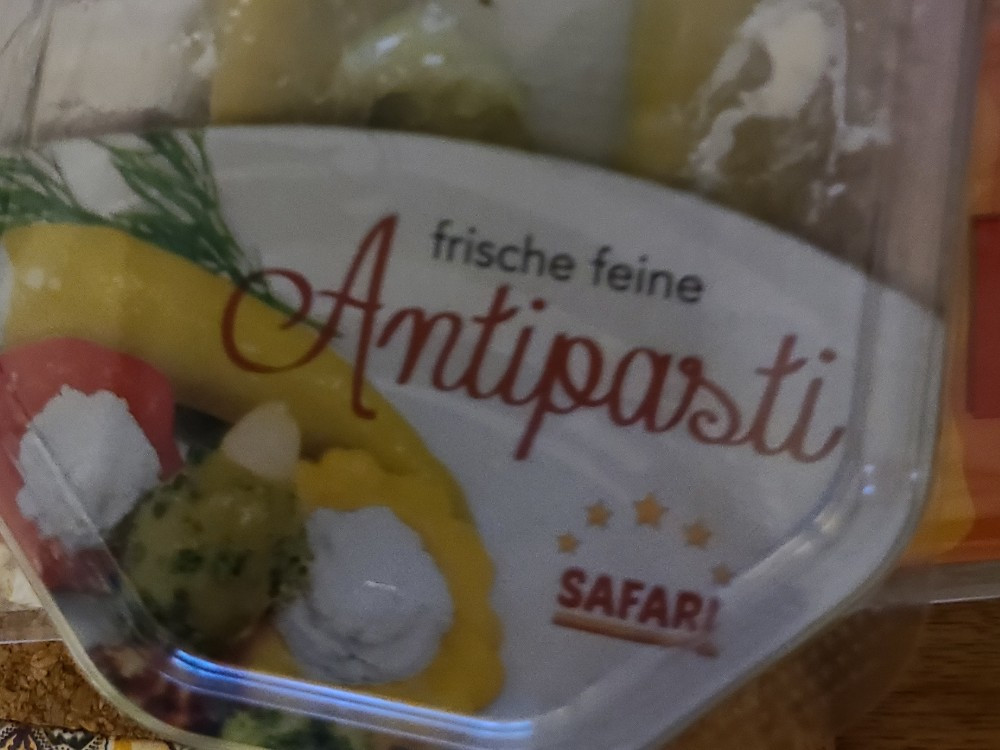 frische feine
Antipasti
SAFARI